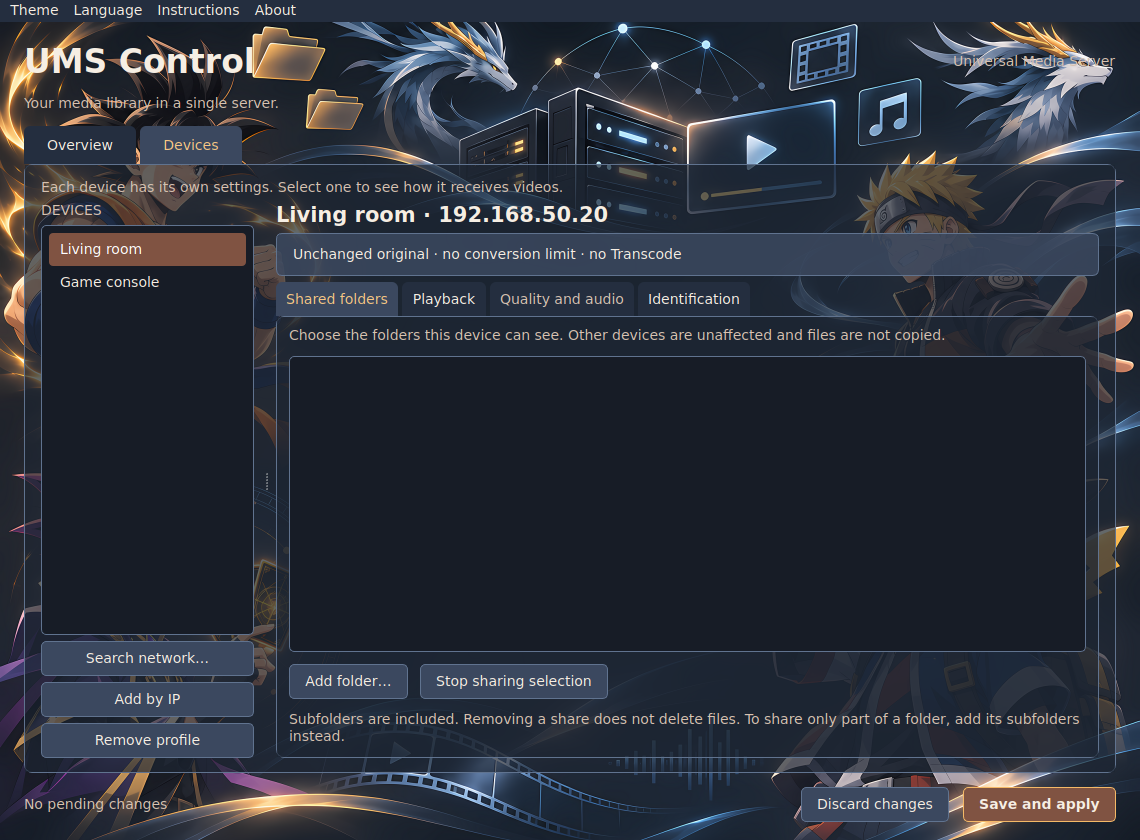 Theme Language Instructions About
UMS Control
Universal Media Server
Your media library in a single server.
Overview Devices
Each device has its own settings. Select one to see how it receives videos.
DEVICES
Living room
Game console
Search network…
Add by IP
Remove profile
Living room · 192.168.50.20
Unchanged original · no conversion limit · no Transcode
Shared folders Playback Quality and audio Identification
Choose the folders this device can see. Other devices are unaffected and files are not copied.
Add folder… Stop sharing selection
Subfolders are included. Removing a share does not delete files. To share only part of a folder, add its subfolders
instead.
No pending changes
Discard changes Save and apply